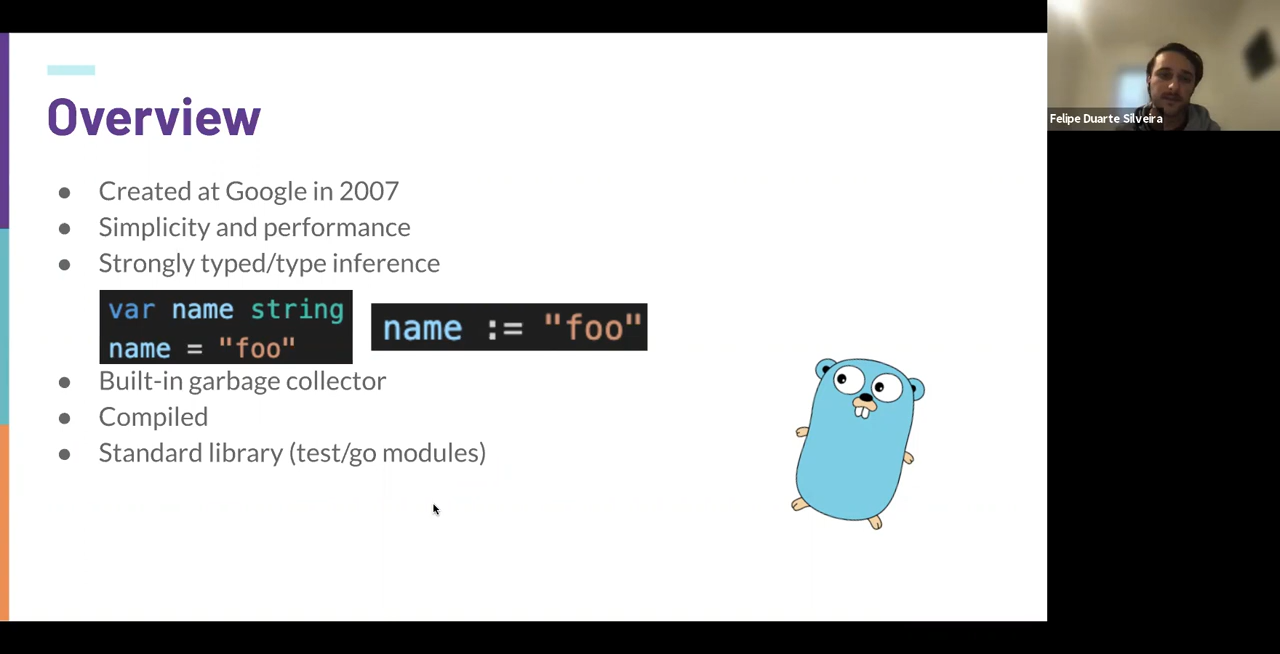 Overview
Created at Google in 2007
Simplicity and performance
Strongly typed/type inference
var name string
name = "foo"
name := "foo"
Built-in garbage collector
Compiled
Standard library (test/go modules)
Felipe Duarte Silveira